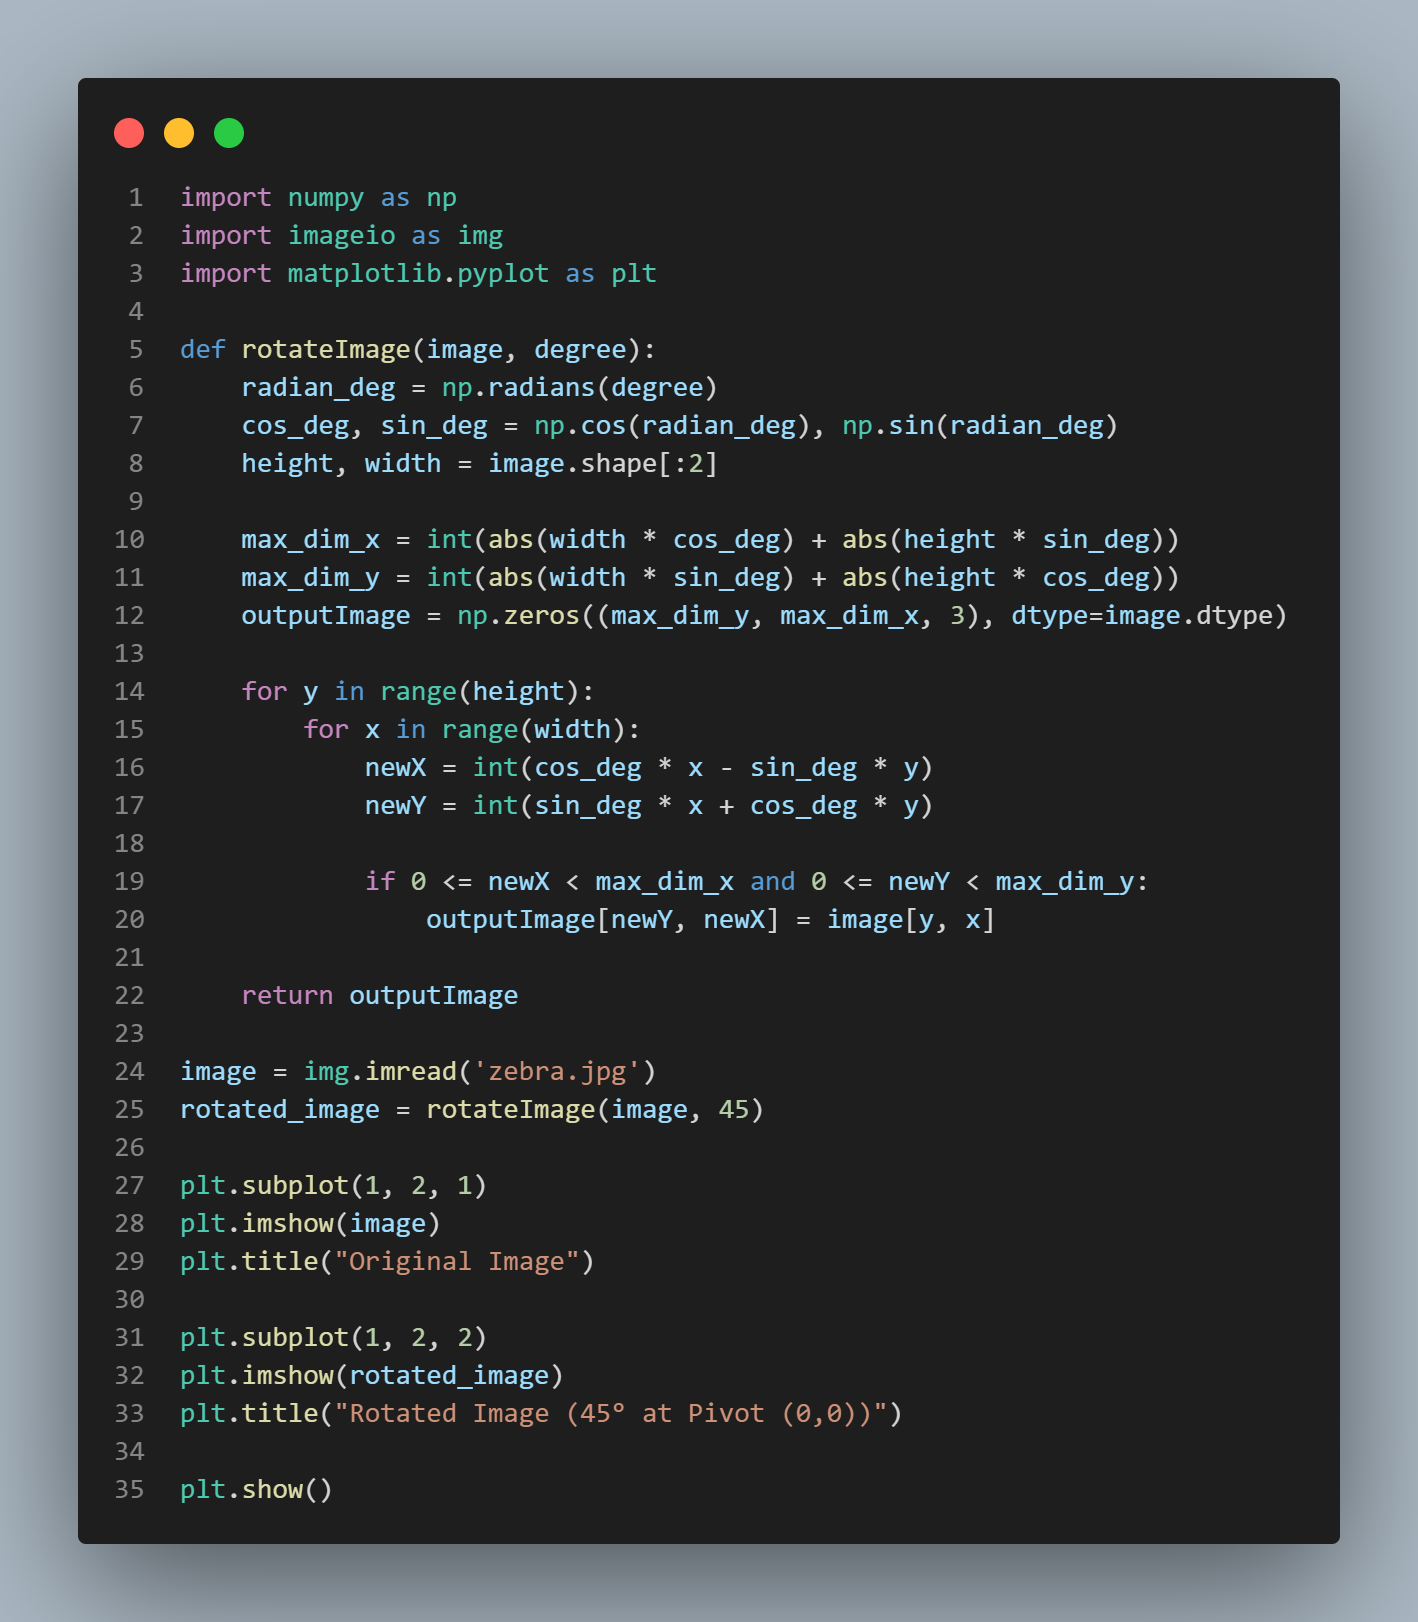 1 import numpy as np
2 import imageio as img
3 import matplotlib.pyplot as plt
4
5 def rotateImage(image, degree):
6     radian_deg = np.radians(degree)
7     cos_deg, sin_deg = np.cos(radian_deg), np.sin(radian_deg)
8     height, width = image.shape[:2]
9
10     max_dim_x = int(abs(width * cos_deg) + abs(height * sin_deg))
11     max_dim_y = int(abs(width * sin_deg) + abs(height * cos_deg))
12     outputImage = np.zeros((max_dim_y, max_dim_x, 3), dtype=image.dtype)
13
14     for y in range(height):
15         for x in range(width):
16             newX = int(cos_deg * x - sin_deg * y)
17             newY = int(sin_deg * x + cos_deg * y)
18
19             if 0 <= newX < max_dim_x and 0 <= newY < max_dim_y:
20                 outputImage[newY, newX] = image[y, x]
21
22     return outputImage
23
24 image = img.imread('zebra.jpg')
25 rotated_image = rotateImage(image, 45)
26
27 plt.subplot(1, 2, 1)
28 plt.imshow(image)
29 plt.title("Original Image")
30
31 plt.subplot(1, 2, 2)
32 plt.imshow(rotated_image)
33 plt.title("Rotated Image (45° at Pivot (0,0))")
34
35 plt.show()